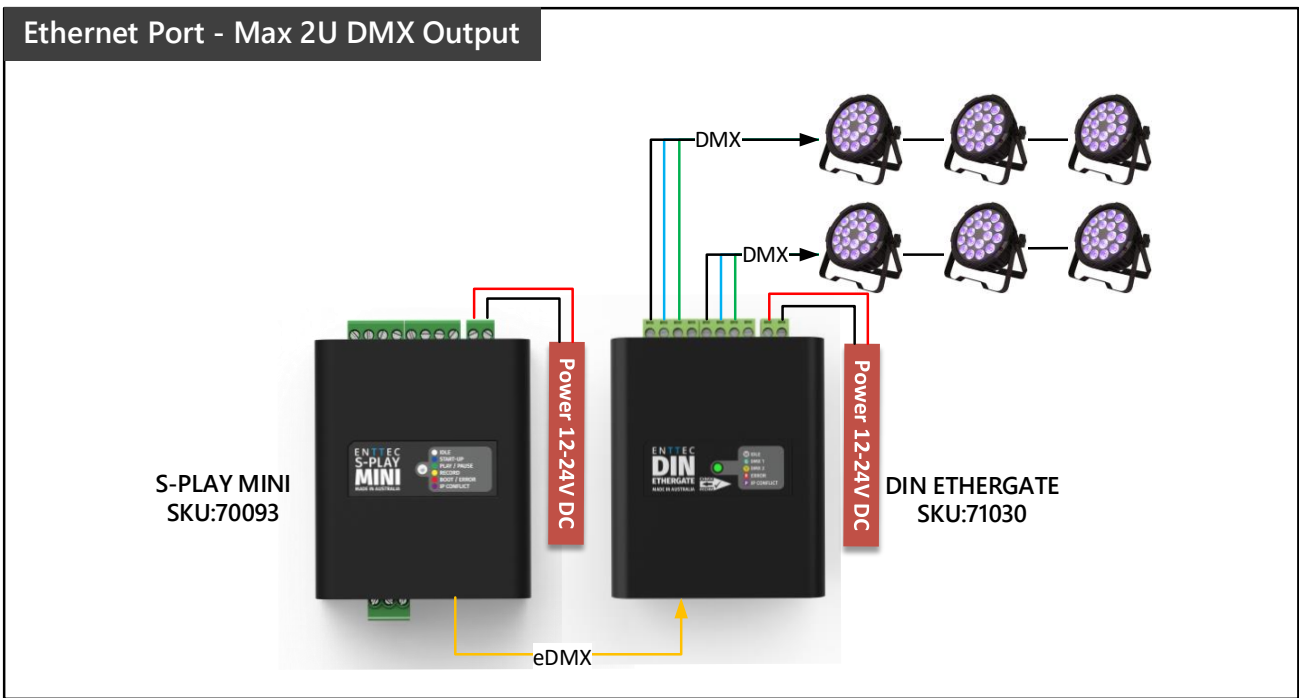 Ethernet Port - Max 2U DMX Output
DMX
DMX
Power 12-24V DC
Power 12-24V DC
ENTTEC
S-PLAY
MINI
MADE IN AUSTRALIA
IDLE
START-UP
PLAY / PAUSE
RECORD
BOOT / ERROR
IP CONFLICT
ENTTEC
DIN
ETHERGATE
MADE IN AUSTRALIA
IDLE
DMX 1
DMX 2
ERROR
IP CONFLICT
S-PLAY MINI
SKU:70093
DIN ETHERGATE
SKU:71030
eDMX